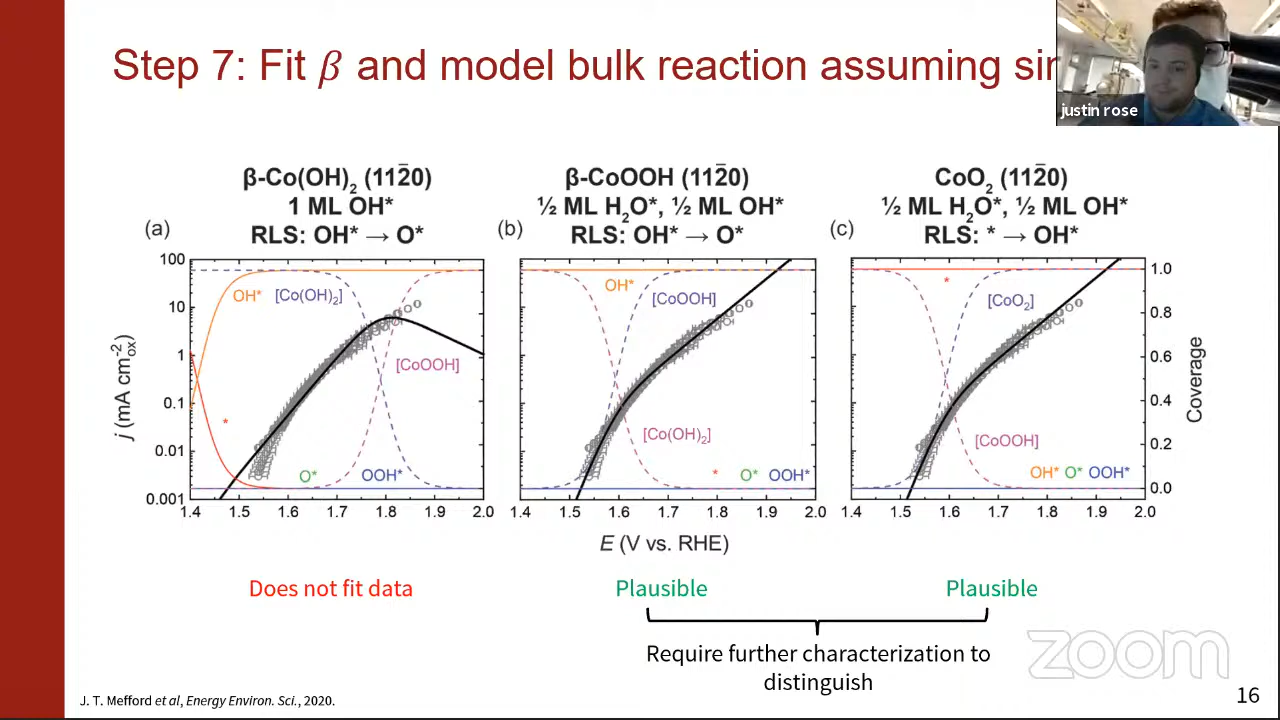 Step 7: Fit β and model bulk reaction assuming
justin rose
β-Co(OH)₂ (112̄0)
1 ML OH*
(a)
RLS: OH* → O*
β-CoOOH (112̄0)
½ ML H₂O*, ½ ML OH*
(b)
RLS: OH* → O*
CoO₂ (112̄0)
½ ML H₂O*, ½ ML OH*
(c)
RLS: * → OH*
100
10
1
0.1
0.01
0.001
j (mA cm⁻²ₒₓ)
OH*
[Co(OH)₂]
[CoOOH]
*
O*
OOH*
1.4 1.5 1.6 1.7 1.8 1.9 2.0
OH*
[CoOOH]
[Co(OH)₂]
* O* OOH*
1.4 1.5 1.6 1.7 1.8 1.9 2.0
*
[CoO₂]
[CoOOH]
OH* O* OOH*
1.4 1.5 1.6 1.7 1.8 1.9 2.0
1.0
0.8
0.6
0.4
0.2
0.0
Coverage
E (V vs. RHE)
Does not fit data
Plausible
Plausible
Require further characterization to
distinguish
zoom
J. T. Mefford et al, Energy Environ. Sci., 2020.
16